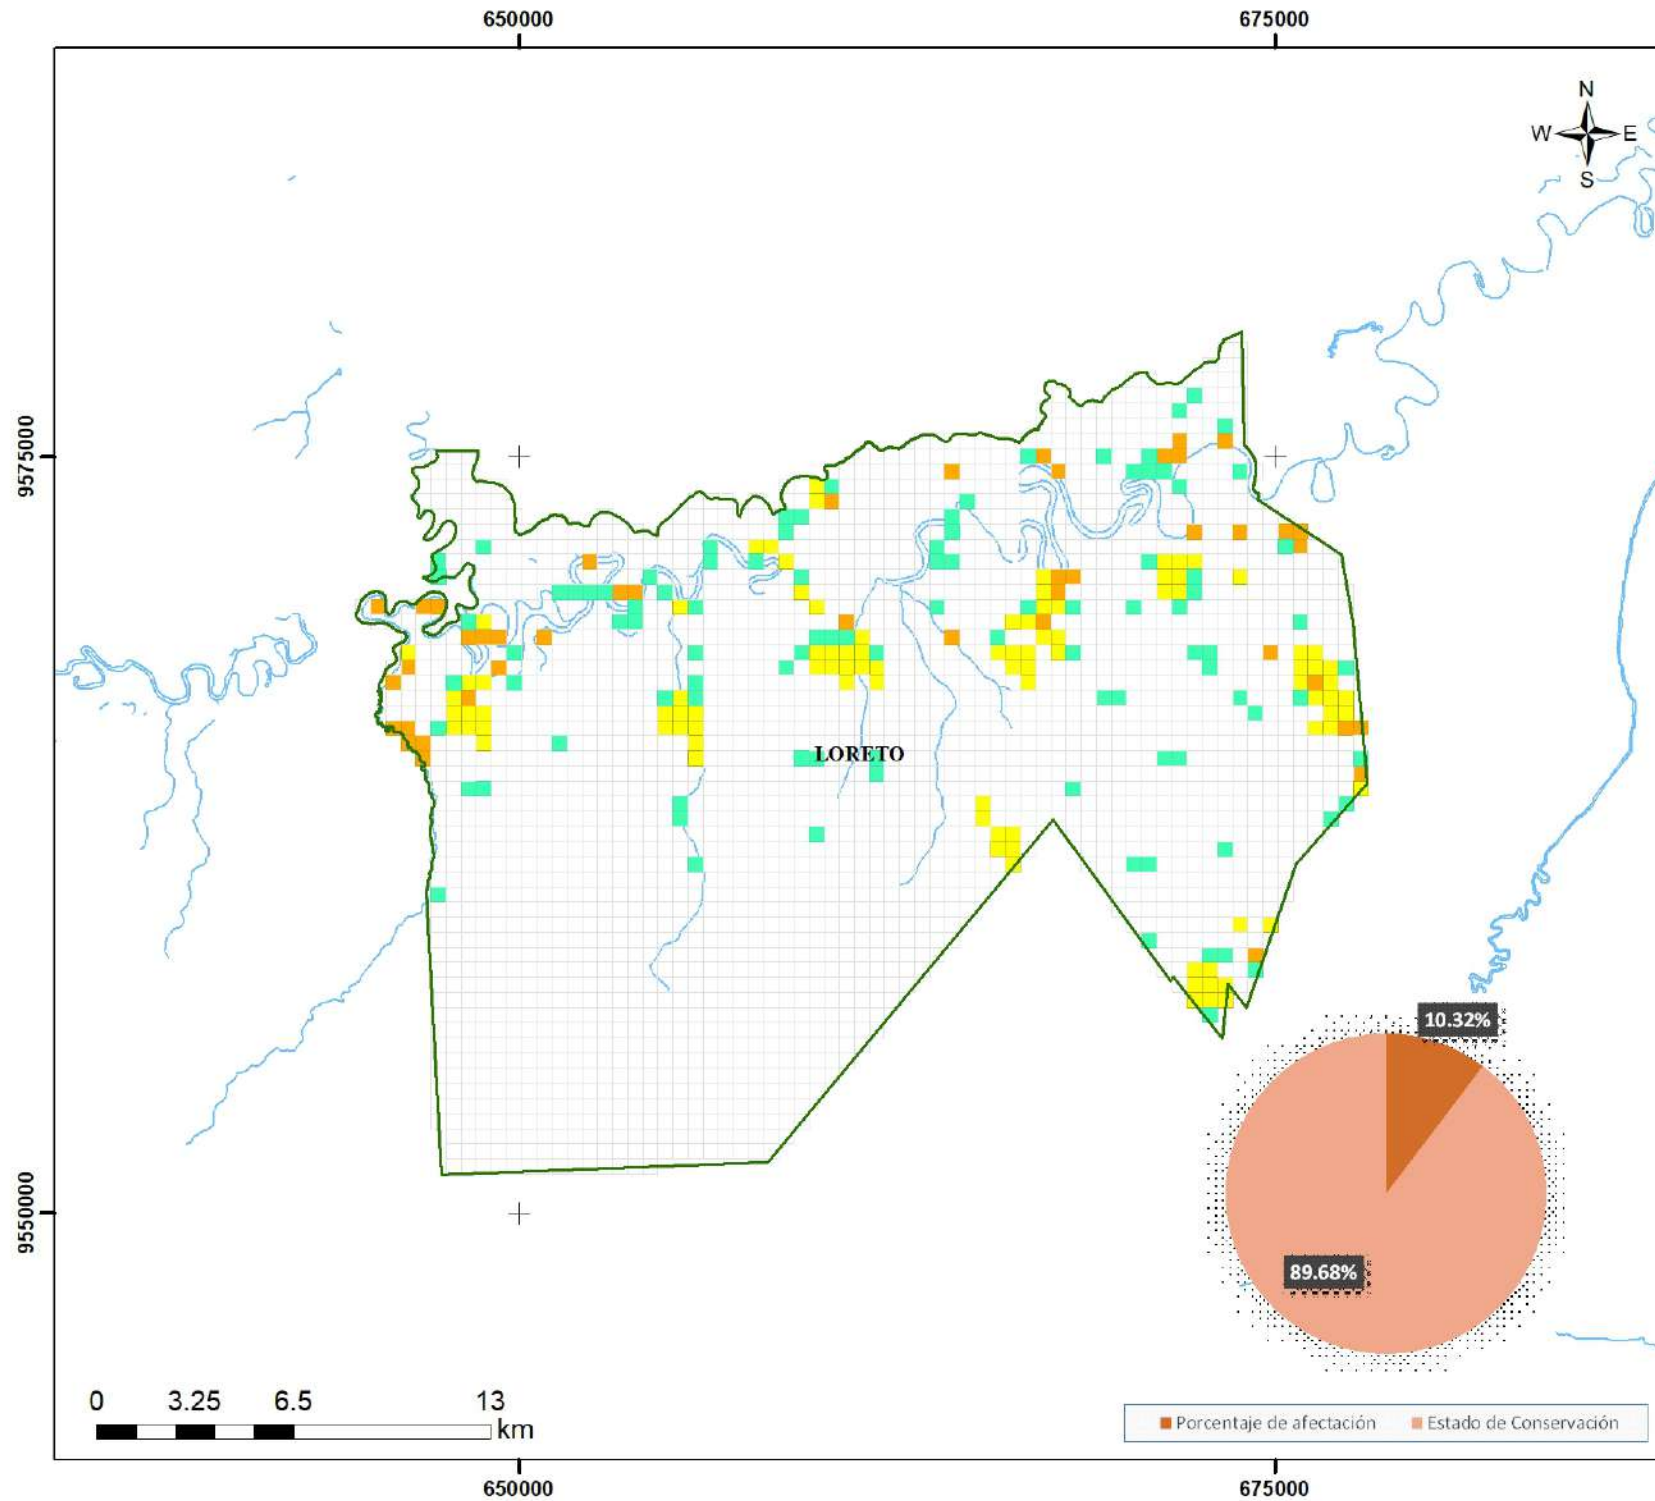 650000 675000
N
W E
S
9575000
LORETO
9550000
10.32%
89.68%
0 3.25 6.5 13
km
Porcentaje de afectación Estado de Conservación
650000 675000